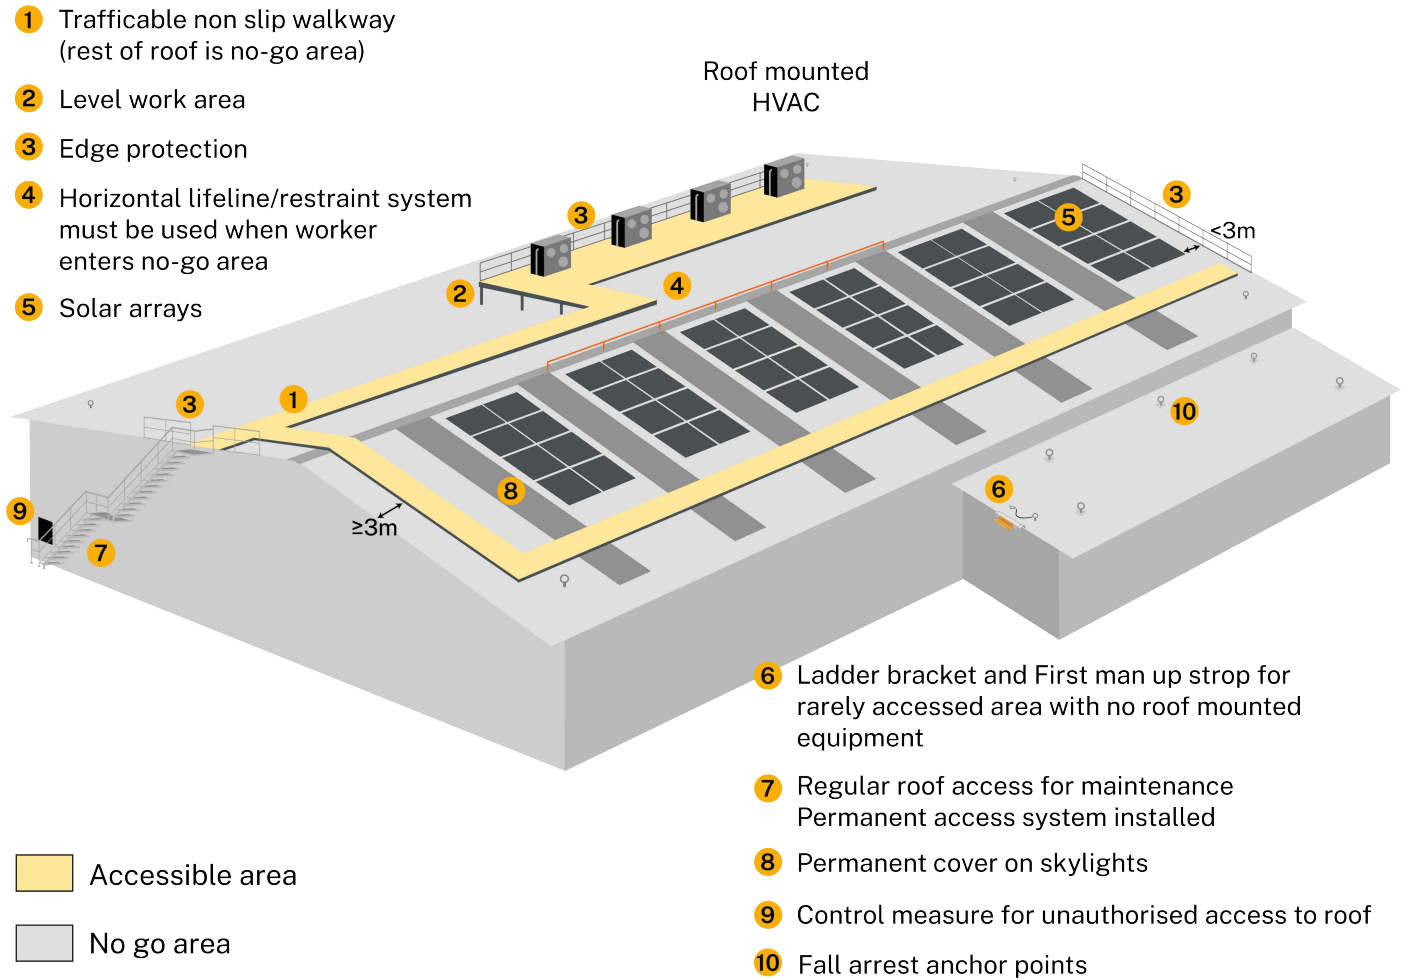 1 Trafficable non slip walkway
(rest of roof is no-go area)
2 Level work area
3 Edge protection
4 Horizontal lifeline/restraint system
must be used when worker
enters no-go area
5 Solar arrays
Roof mounted
HVAC
3
3
5
<3m
2
4
3
1
10
8
6
9
≥3m
7
6 Ladder bracket and First man up strop for
rarely accessed area with no roof mounted
equipment
7 Regular roof access for maintenance
Permanent access system installed
8 Permanent cover on skylights
9 Control measure for unauthorised access to roof
10 Fall arrest anchor points
Accessible area
No go area